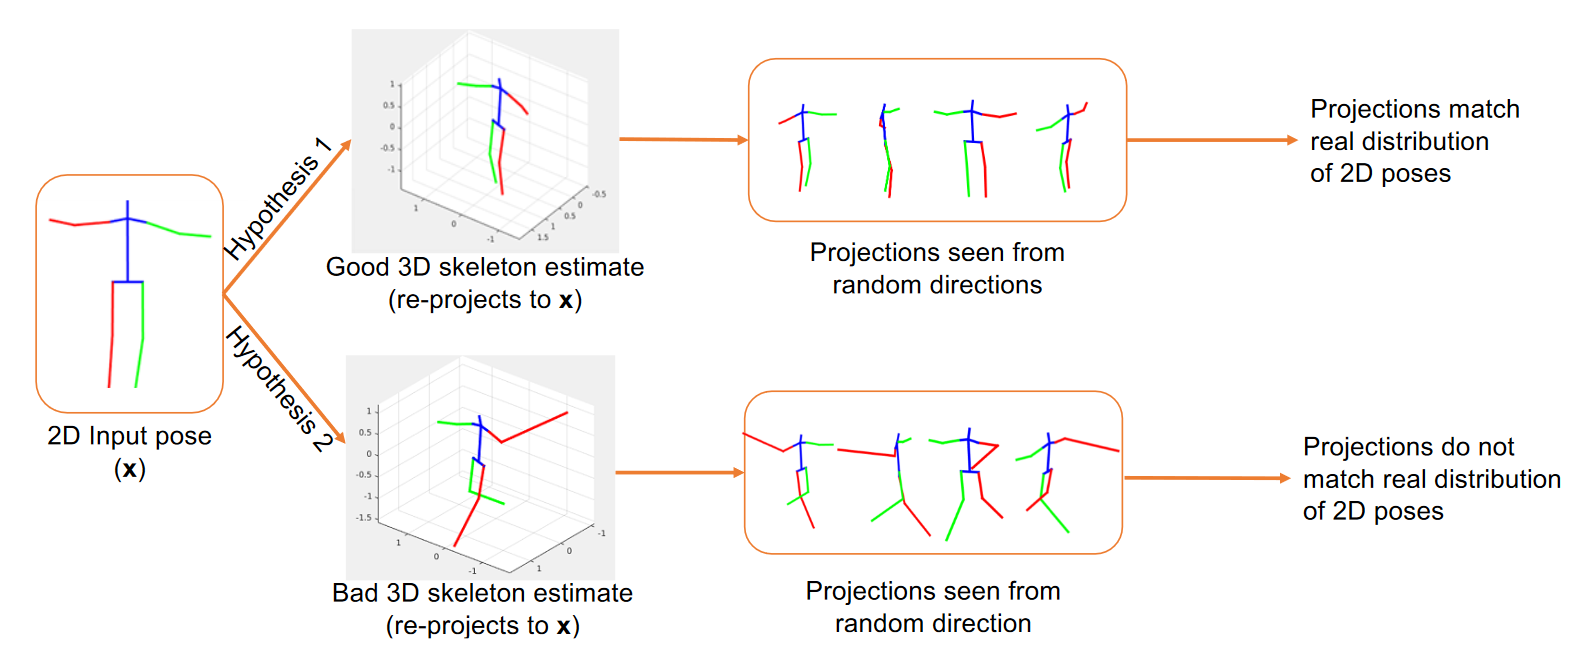 2D Input pose
(x)
Hypothesis 1
Hypothesis 2
1
0.5
0
-0.5
-1
1
0
-1
1.5
1
0.5
0
-0.5
Good 3D skeleton estimate
(re-projects to x)
Projections seen from
random directions
Projections match
real distribution
of 2D poses
1
0.5
0
-0.5
-1
-1.5
1
0
-1
1
0
-1
Bad 3D skeleton estimate
(re-projects to x)
Projections seen from
random direction
Projections do not
match real distribution
of 2D poses